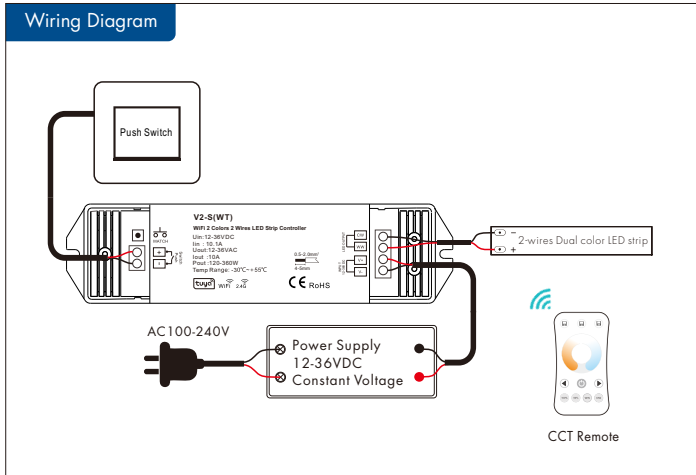 Wiring Diagram
Push Switch
V2-S(WT)
WiFi 2 Colors 2 Wires LED Strip Controller
Uin:12-36VDC
Iin : 10.1A
Uout:12-36VAC
Iout :10A
Pout:120-360W
Temp Range: -30℃~+55℃
tuya
WiFi
2.4G
MATCH
0.5-2.0mm²
4-5mm
CE RoHS
CW
WW
V+
V-
−
2-wires Dual color LED strip
+
AC100-240V
Power Supply
12-36VDC
Constant Voltage
CCT Remote